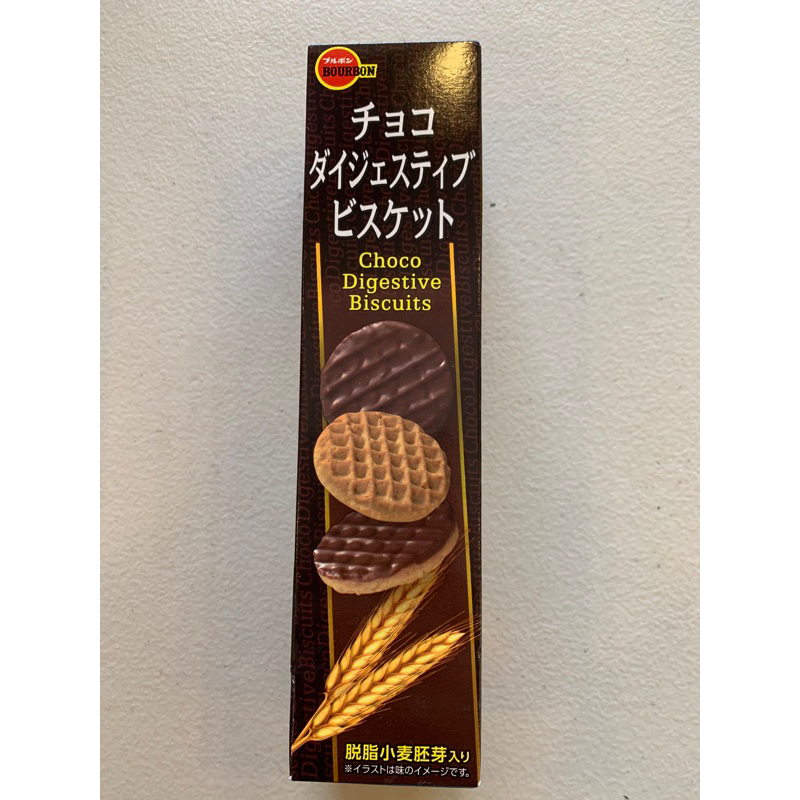 ブルボン
BOURBON
チョコ
ダイジェスティブ
ビスケット
Choco
Digestive
Biscuits
脱脂小麦胚芽入り
※イラストは味のイメージです。